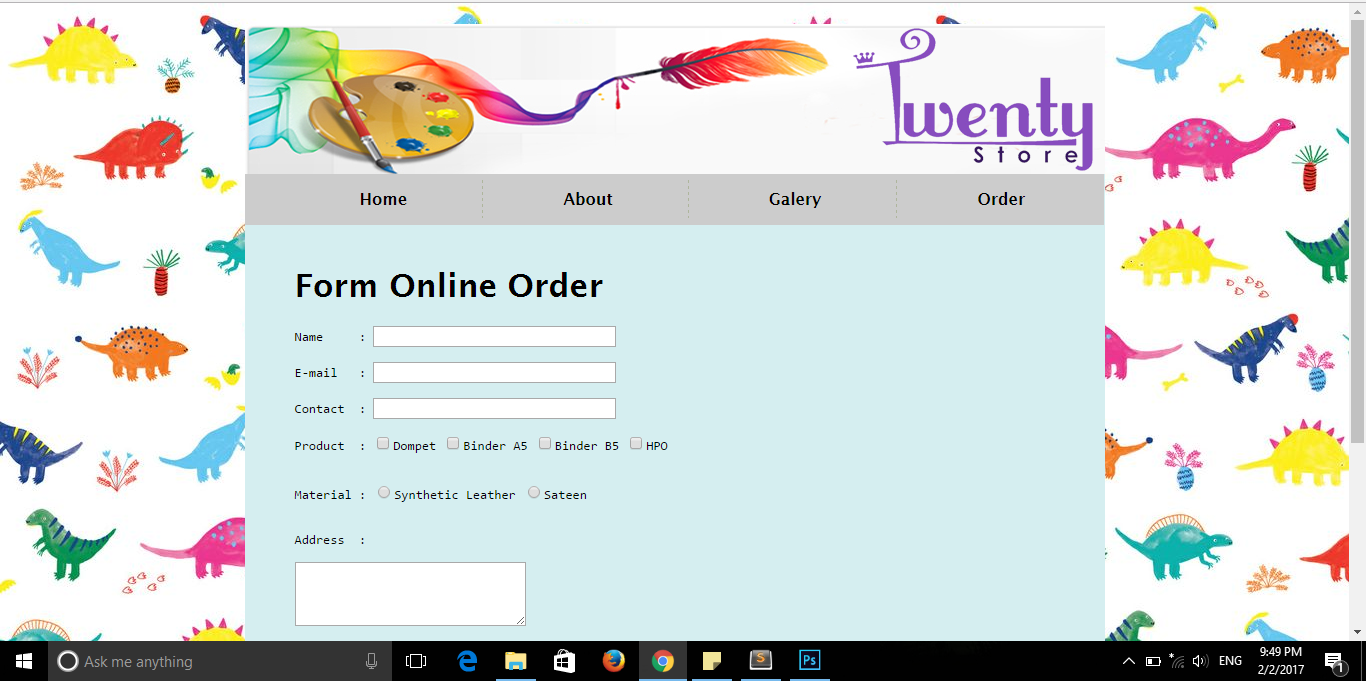 Twenty
Store
Home About Galery Order
Form Online Order
Name :
E-mail :
Contact :
Product : Dompet Binder A5 Binder B5 HPO
Material : Synthetic Leather Sateen
Address :
Ask me anything
ENG
9:49 PM
2/2/2017
1
S
Ps